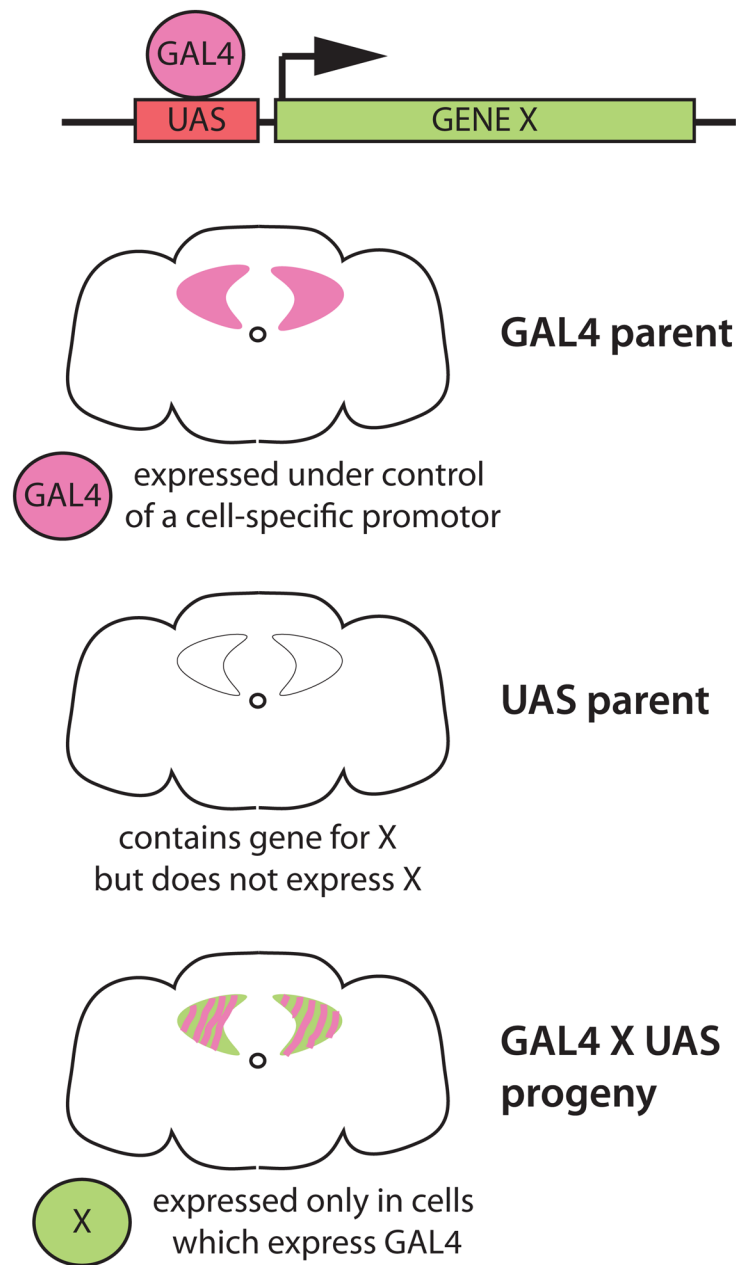 GAL4
UAS
GENE X
GAL4 parent
GAL4
expressed under control
of a cell-specific promotor
UAS parent
contains gene for X
but does not express X
GAL4 X UAS
progeny
X
expressed only in cells
which express GAL4